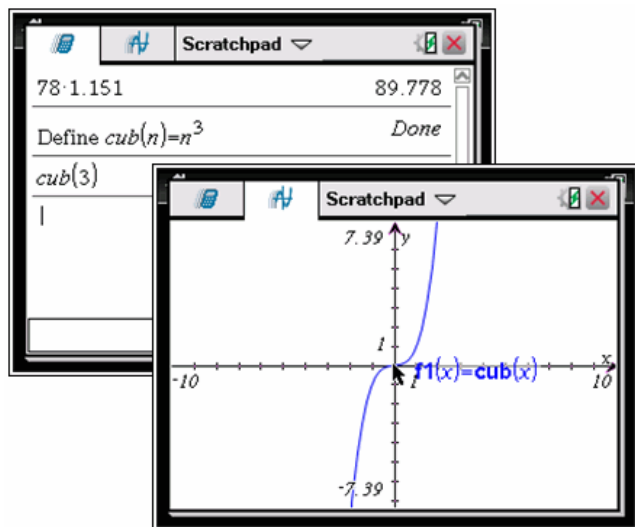 Scratchpad
78·1.151 89.778
Define cub(n)=n³ Done
cub(3)
Scratchpad
7.39 y
1
x
-10 1 10
f1(x)=cub(x)
-7.39